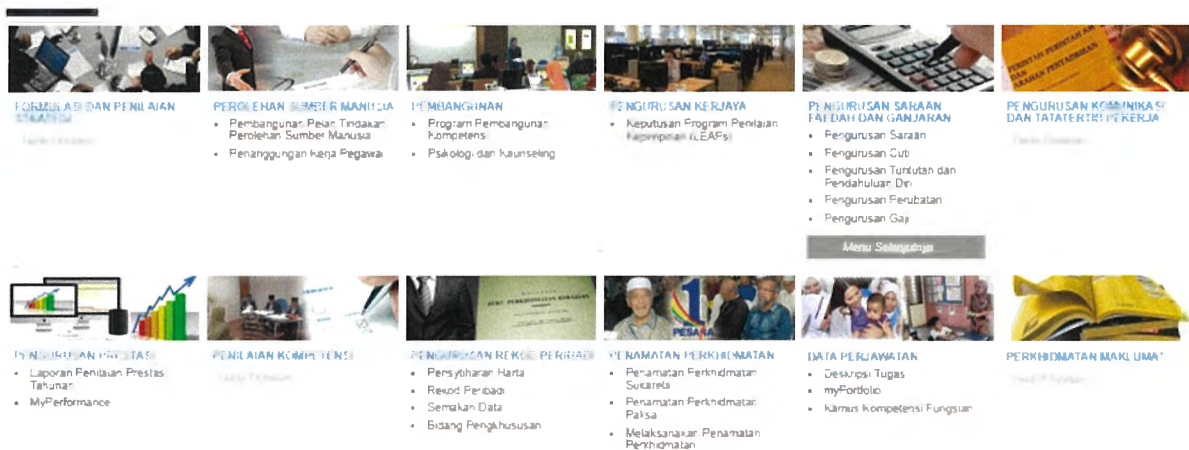 FORMULASI DAN PENILAIAN
STRATEGI
PEROLEHAN SUMBER MANUSIA
• Pembangunan Pelan Tindakan
Perolehan Sumber Manusia
• Penanggungan Kerja Pegawai
PEMBANGUNAN
• Program Pembangunan
Kompetensi
• Psikologi dan Kaunseling
PENGURUSAN KERJAYA
• Keputusan Program Penilaian
Kepimpinan (LEAPs)
PENGURUSAN SARAAN
FAEDAH DAN GANJARAN
• Pengurusan Saraan
• Pengurusan Cuti
• Pengurusan Tuntutan dan
Pendahuluan Diri
• Pengurusan Perubatan
• Pengurusan Gaji
Menu Selanjutnya
PENGURUSAN KOMUNIKASI
DAN TATATERTIB PEKERJA
PENGURUSAN PRESTASI
• Laporan Penilaian Prestasi
Tahunan
• MyPerformance
PENILAIAN KOMPETENSI
PENGURUSAN REKOD PERIBADI
• Persytiharan Harta
• Rekod Peribadi
• Semakan Data
• Bidang Pengkhususan
1
PESARA
PENAMATAN PERKHIDMATAN
• Penamatan Perkhidmatan
Sukarela
• Penamatan Perkhidmatan
Paksa
• Melaksanakan Penamatan
Perkhidmatan
DATA PERJAWATAN
• Deskripsi Tugas
• myPortfolio
• Kamus Kompetensi Fungsian
PERKHIDMATAN MAKLUMAT